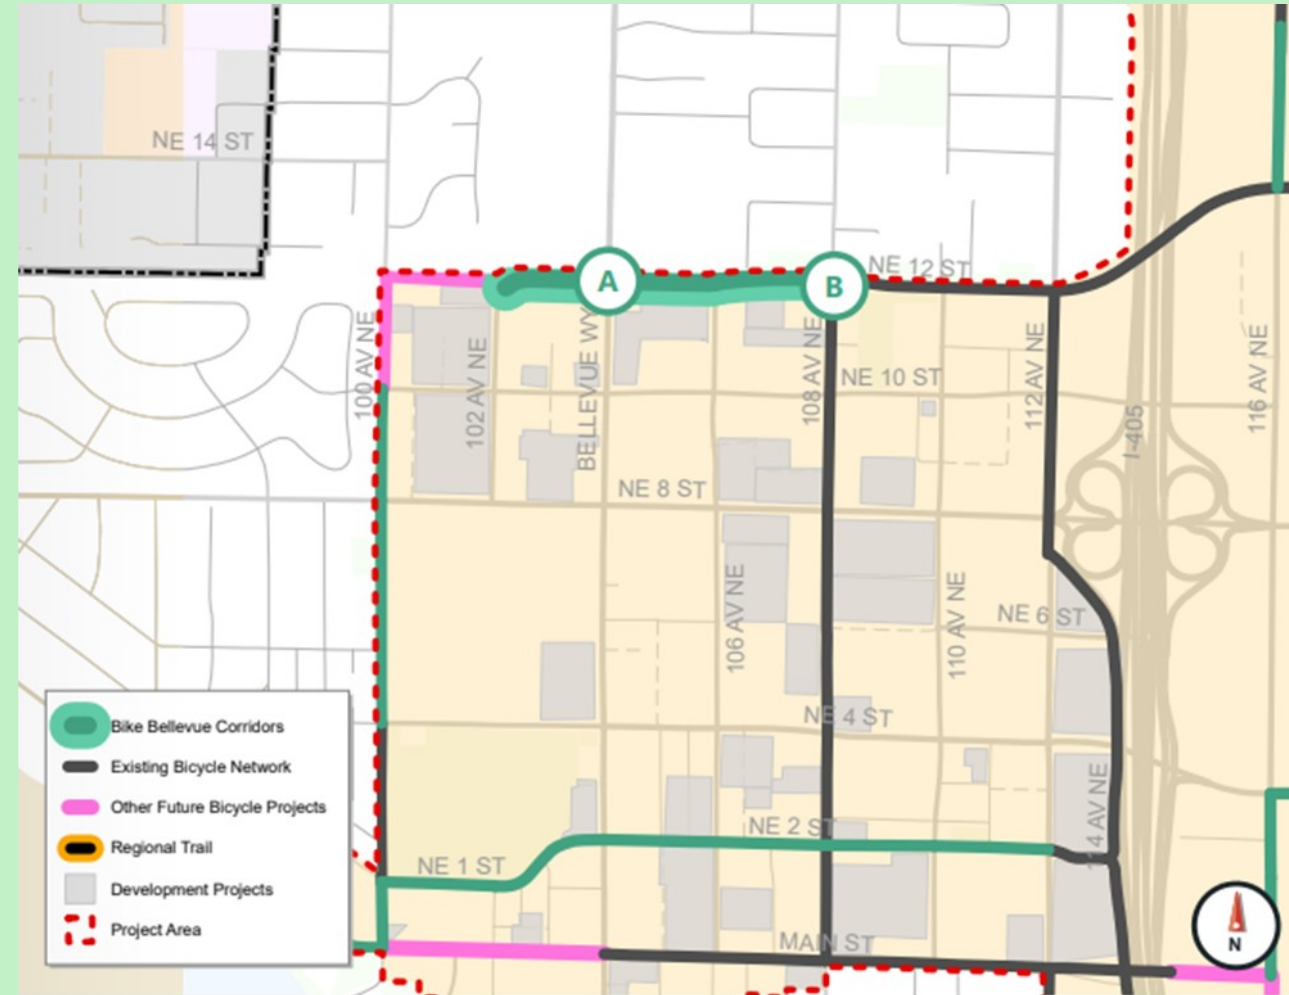 NE 14 ST
A
B
NE 12 ST
100 AV NE
102 AV NE
BELLEVUE WY
108 AV NE
NE 10 ST
112 AV NE
I-405
116 AV NE
NE 8 ST
106 AV NE
110 AV NE
NE 6 ST
NE 4 ST
114 AV NE
NE 2 ST
NE 1 ST
MAIN ST
Bike Bellevue Corridors
Existing Bicycle Network
Other Future Bicycle Projects
Regional Trail
Development Projects
Project Area
N